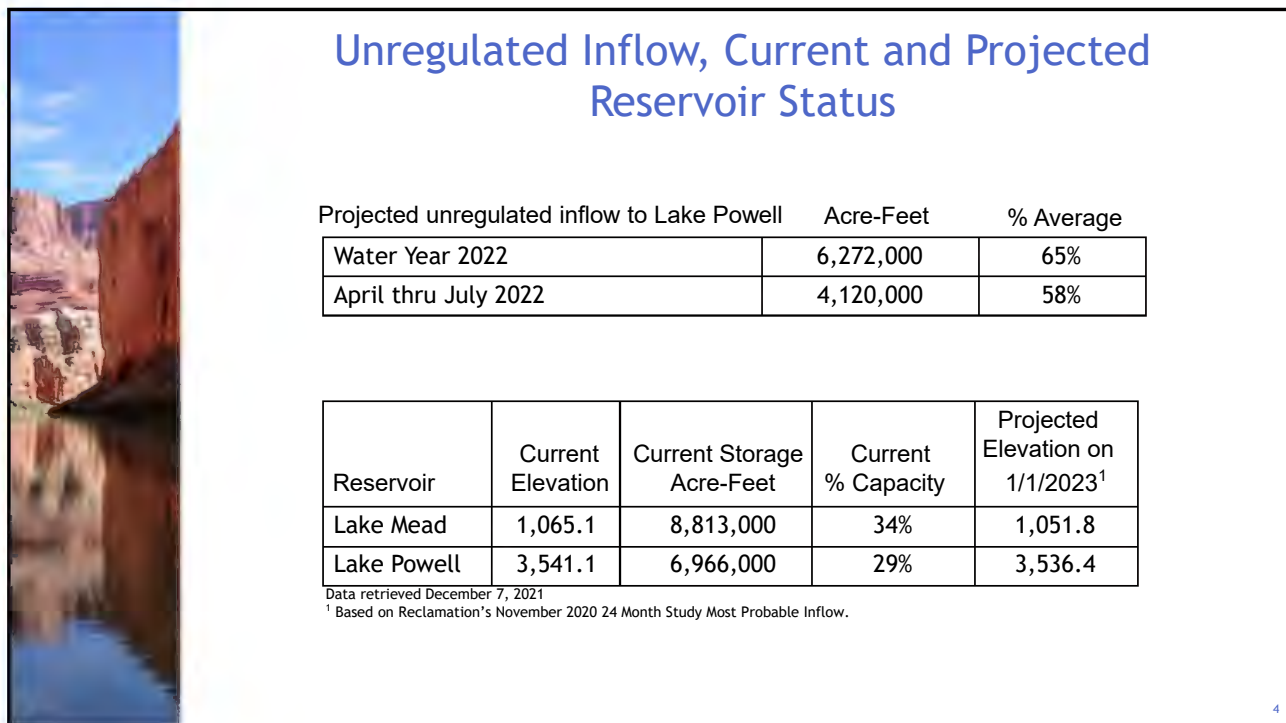 Unregulated Inflow, Current and Projected
Reservoir Status
Projected unregulated inflow to Lake Powell Acre-Feet % Average
Water Year 2022 6,272,000 65%
April thru July 2022 4,120,000 58%
Reservoir Current Elevation Current Storage Acre-Feet Current % Capacity Projected Elevation on 1/1/2023¹
Lake Mead 1,065.1 8,813,000 34% 1,051.8
Lake Powell 3,541.1 6,966,000 29% 3,536.4
Data retrieved December 7, 2021
¹ Based on Reclamation’s November 2020 24 Month Study Most Probable Inflow.
4